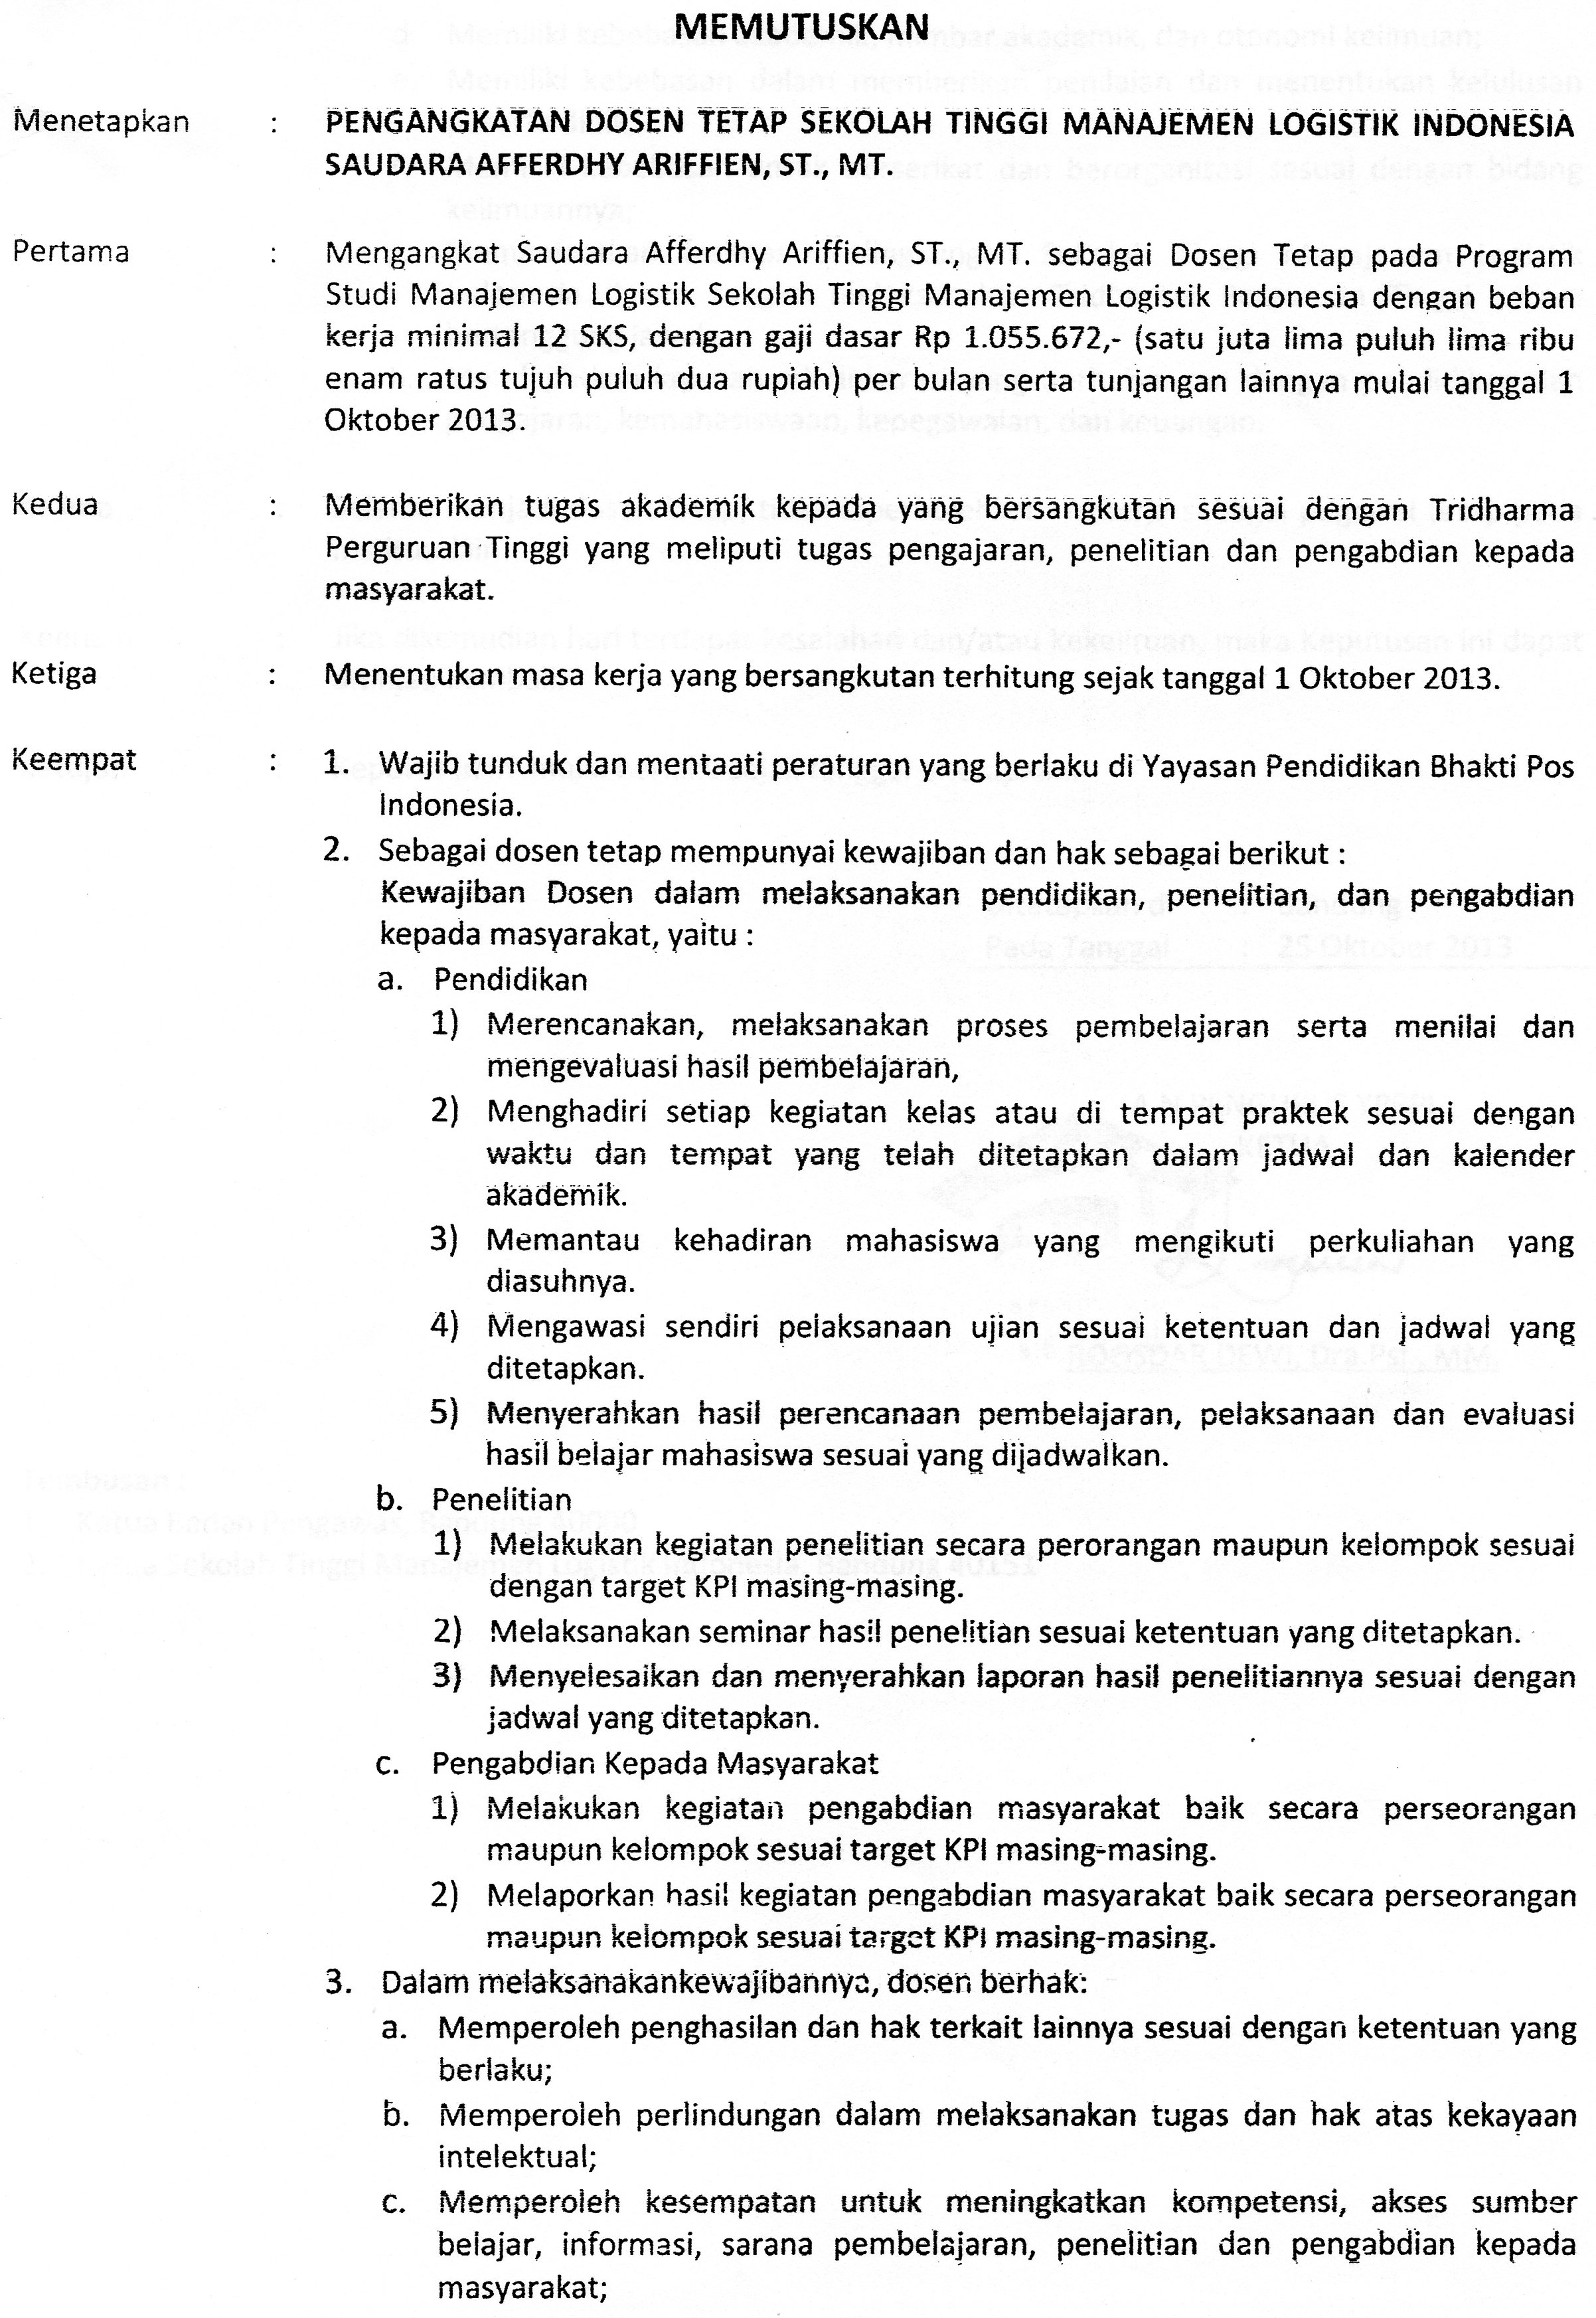 MEMUTUSKAN
Menetapkan : PENGANGKATAN DOSEN TETAP SEKOLAH TINGGI MANAJEMEN LOGISTIK INDONESIA
SAUDARA AFFERDHY ARIFFIEN, ST., MT.
Pertama : Mengangkat Saudara Afferdhy Ariffien, ST., MT. sebagai Dosen Tetap pada Program
Studi Manajemen Logistik Sekolah Tinggi Manajemen Logistik Indonesia dengan beban
kerja minimal 12 SKS, dengan gaji dasar Rp 1.055.672,- (satu juta lima puluh lima ribu
enam ratus tujuh puluh dua rupiah) per bulan serta tunjangan lainnya mulai tanggal 1
Oktober 2013.
Kedua : Memberikan tugas akademik kepada yang bersangkutan sesuai dengan Tridharma
Perguruan Tinggi yang meliputi tugas pengajaran, penelitian dan pengabdian kepada
masyarakat.
Ketiga : Menentukan masa kerja yang bersangkutan terhitung sejak tanggal 1 Oktober 2013.
Keempat : 1. Wajib tunduk dan mentaati peraturan yang berlaku di Yayasan Pendidikan Bhakti Pos
Indonesia.
2. Sebagai dosen tetap mempunyai kewajiban dan hak sebagai berikut :
Kewajiban Dosen dalam melaksanakan pendidikan, penelitian, dan pengabdian
kepada masyarakat, yaitu :
a. Pendidikan
1) Merencanakan, melaksanakan proses pembelajaran serta menilai dan
mengevaluasi hasil pembelajaran,
2) Menghadiri setiap kegiatan kelas atau di tempat praktek sesuai dengan
waktu dan tempat yang telah ditetapkan dalam jadwal dan kalender
akademik.
3) Memantau kehadiran mahasiswa yang mengikuti perkuliahan yang
diasuhnya.
4) Mengawasi sendiri pelaksanaan ujian sesuai ketentuan dan jadwal yang
ditetapkan.
5) Menyerahkan hasil perencanaan pembelajaran, pelaksanaan dan evaluasi
hasil belajar mahasiswa sesuai yang dijadwalkan.
b. Penelitian
1) Melakukan kegiatan penelitian secara perorangan maupun kelompok sesuai
dengan target KPI masing-masing.
2) Melaksanakan seminar hasil penelitian sesuai ketentuan yang ditetapkan.
3) Menyelesaikan dan menyerahkan laporan hasil penelitiannya sesuai dengan
jadwal yang ditetapkan.
c. Pengabdian Kepada Masyarakat
1) Melakukan kegiatan pengabdian masyarakat baik secara perseorangan
maupun kelompok sesuai target KPI masing-masing.
2) Melaporkan hasil kegiatan pengabdian masyarakat baik secara perseorangan
maupun kelompok sesuai target KPI masing-masing.
3. Dalam melaksanakankewajibannya, dosen berhak:
a. Memperoleh penghasilan dan hak terkait lainnya sesuai dengan ketentuan yang
berlaku;
b. Memperoleh perlindungan dalam melaksanakan tugas dan hak atas kekayaan
intelektual;
c. Memperoleh kesempatan untuk meningkatkan kompetensi, akses sumber
belajar, informasi, sarana pembelajaran, penelitian dan pengabdian kepada
masyarakat;